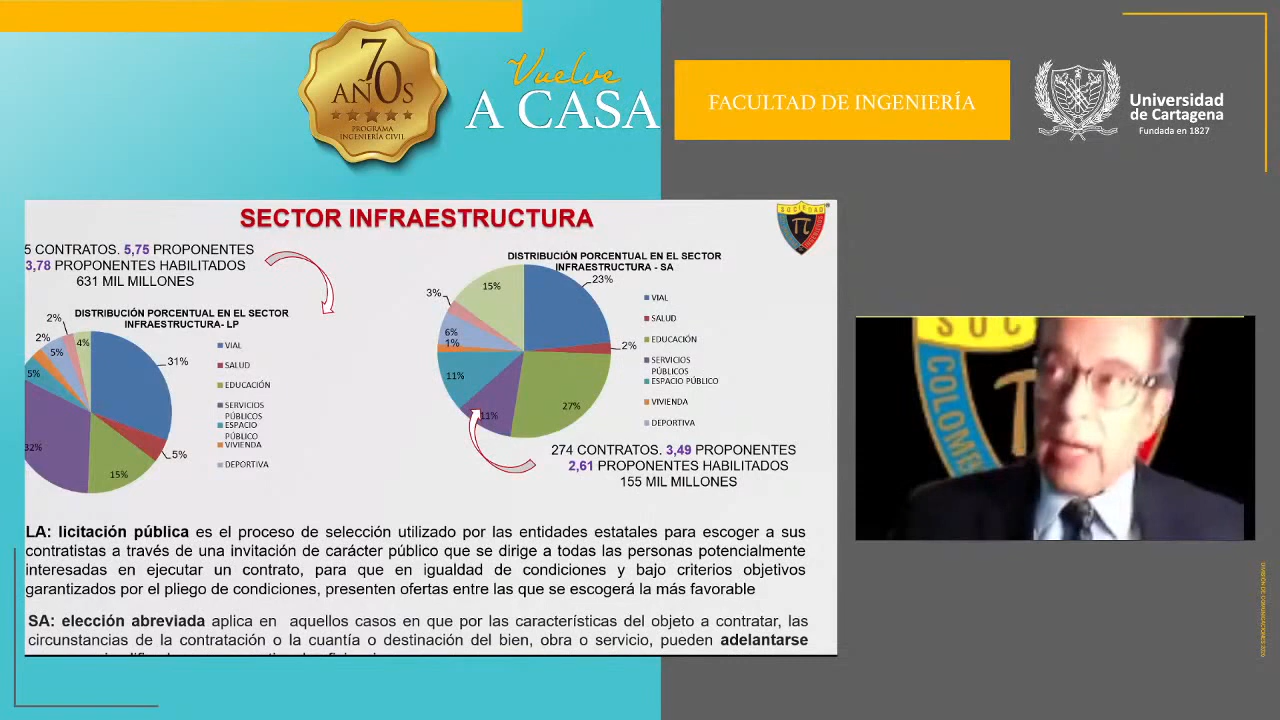 70
AÑOS
PROGRAMA
INGENIERÍA CIVIL
Vuelve
A CASA
FACULTAD DE INGENIERÍA
Universidad
de Cartagena
Fundada en 1827
SECTOR INFRAESTRUCTURA
SOCIEDAD
π
INGENIEROS
5 CONTRATOS. 5,75 PROPONENTES
3,78 PROPONENTES HABILITADOS
631 MIL MILLONES
DISTRIBUCIÓN PORCENTUAL EN EL SECTOR
INFRAESTRUCTURA- LP
2%
4%
2%
5%
5%
31%
32%
15%
5%
VIAL
SALUD
EDUCACIÓN
SERVICIOS
PÚBLICOS
ESPACIO
PÚBLICO
VIVIENDA
DEPORTIVA
DISTRIBUCIÓN PORCENTUAL EN EL SECTOR
INFRAESTRUCTURA - SA
23%
15%
3%
6%
1%
11%
11%
27%
2%
VIAL
SALUD
EDUCACIÓN
SERVICIOS
PÚBLICOS
ESPACIO PÚBLICO
VIVIENDA
DEPORTIVA
274 CONTRATOS. 3,49 PROPONENTES
2,61 PROPONENTES HABILITADOS
155 MIL MILLONES
LA: licitación pública es el proceso de selección utilizado por las entidades estatales para escoger a sus
contratistas a través de una invitación de carácter público que se dirige a todas las personas potencialmente
interesadas en ejecutar un contrato, para que en igualdad de condiciones y bajo criterios objetivos
garantizados por el pliego de condiciones, presenten ofertas entre las que se escogerá la más favorable
SA: elección abreviada aplica en aquellos casos en que por las características del objeto a contratar, las
circunstancias de la contratación o la cuantía o destinación del bien, obra o servicio, pueden adelantarse
SOC
COLOMB
π
DIVISIÓN DE COMUNICACIONES 2020